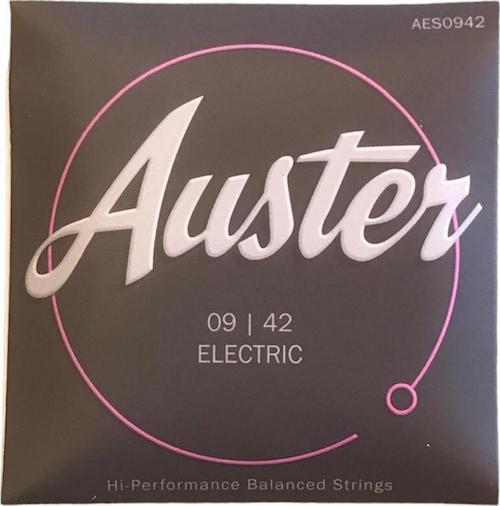 AES0942
Auster
09 | 42
ELECTRIC
Hi-Performance Balanced Strings